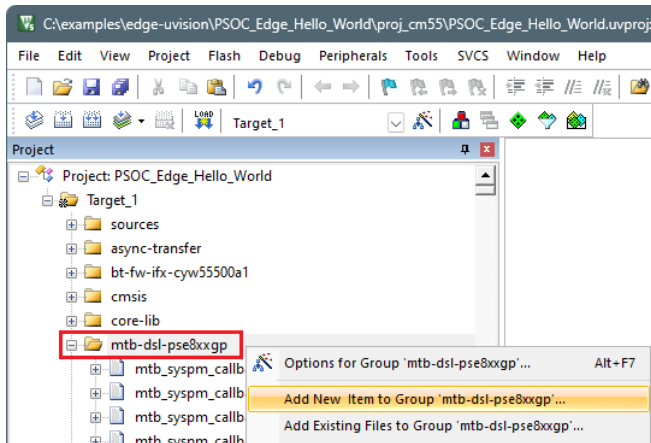 C:\examples\edge-uvision\PSOC_Edge_Hello_World\proj_cm55\PSOC_Edge_Hello_World.uvproj
File Edit View Project Flash Debug Peripherals Tools SVCS Window Help
LOAD Target_1
Project
Project: PSOC_Edge_Hello_World
Target_1
sources
async-transfer
bt-fw-ifx-cyw55500a1
cmsis
core-lib
mtb-dsl-pse8xxgp
mtb_syspm_callb Options for Group 'mtb-dsl-pse8xxgp'... Alt+F7
mtb_syspm_callb Add New Item to Group 'mtb-dsl-pse8xxgp'...
mtb_syspm_callb Add Existing Files to Group 'mtb-dsl-pse8xxgp'...
mtb_syspm_callb